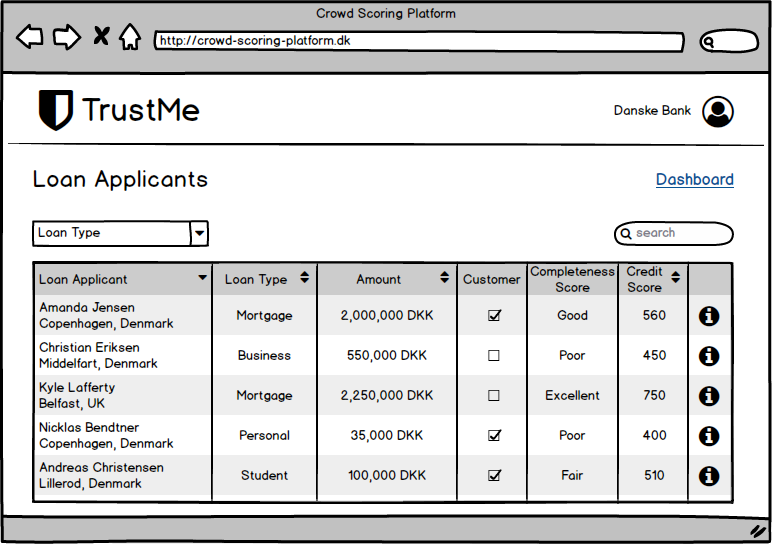 Crowd Scoring Platform
http://crowd-scoring-platform.dk
TrustMe
Danske Bank
Loan Applicants
Dashboard
Loan Type
search
Loan Applicant Loan Type Amount Customer Completeness Score Credit Score
Amanda Jensen
Copenhagen, Denmark
Mortgage 2,000,000 DKK Good 560
Christian Eriksen
Middelfart, Denmark
Business 550,000 DKK Poor 450
Kyle Lafferty
Belfast, UK
Mortgage 2,250,000 DKK Excellent 750
Nicklas Bendtner
Copenhagen, Denmark
Personal 35,000 DKK Poor 400
Andreas Christensen
Lillerod, Denmark
Student 100,000 DKK Fair 510